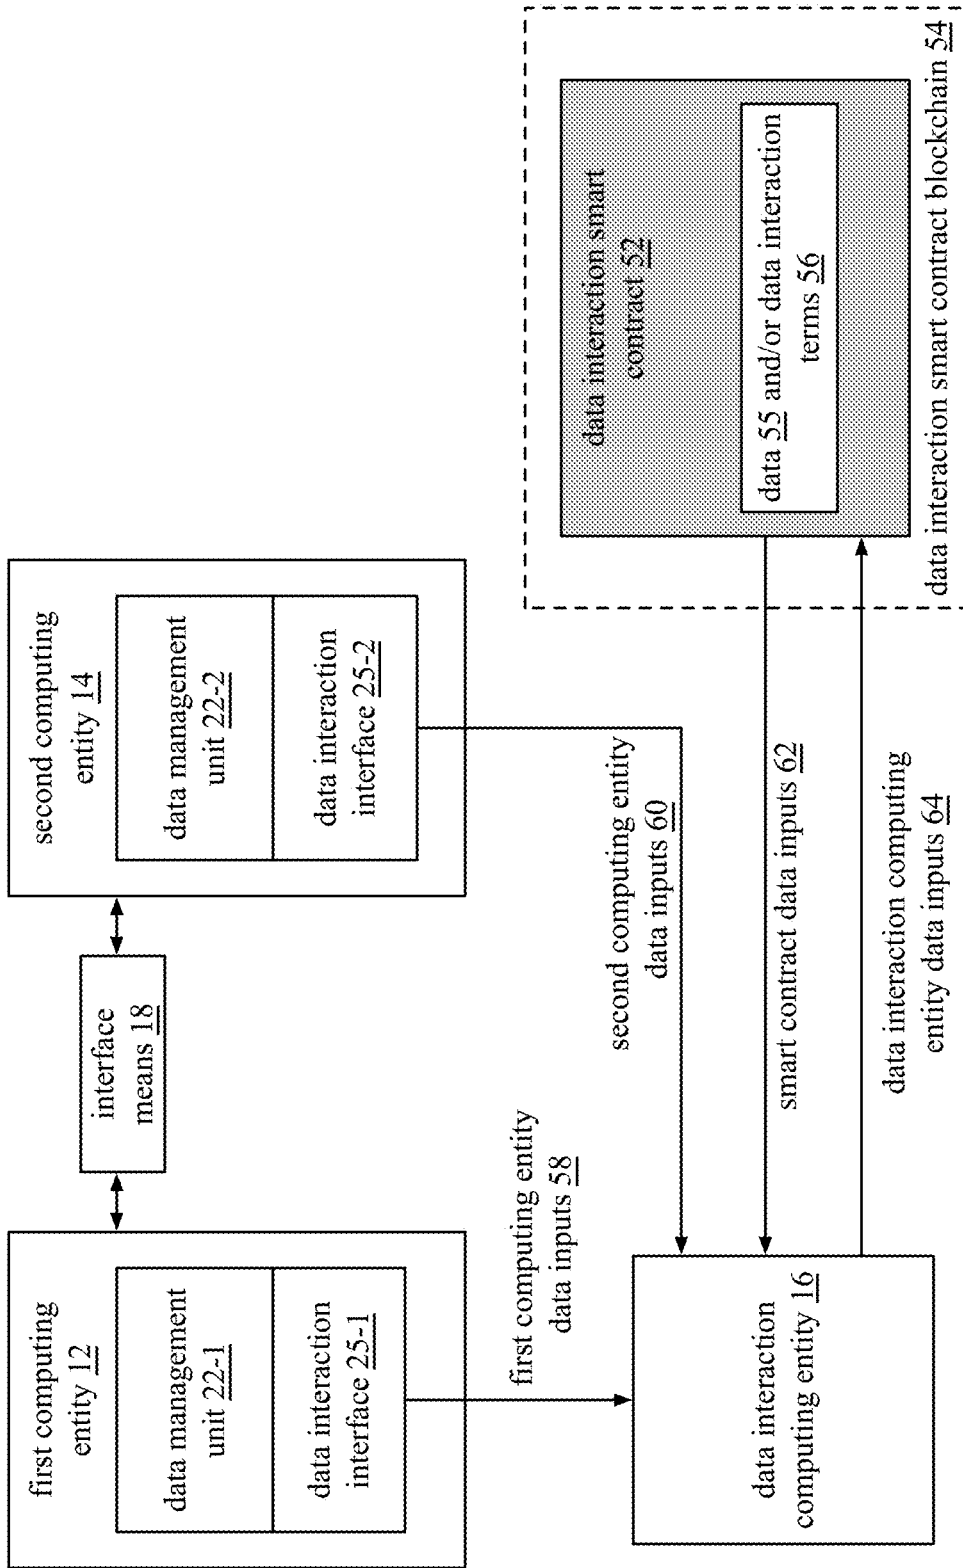 first computing
entity 12
data management
unit 22-1
data interaction
interface 25-1
interface
means 18
second computing
entity 14
data management
unit 22-2
data interaction
interface 25-2
first computing entity
data inputs 58
second computing entity
data inputs 60
smart contract data inputs 62
data interaction computing
entity data inputs 64
data interaction
computing entity 16
data interaction smart
contract 52
data 55 and/or data interaction
terms 56
data interaction smart contract blockchain 54